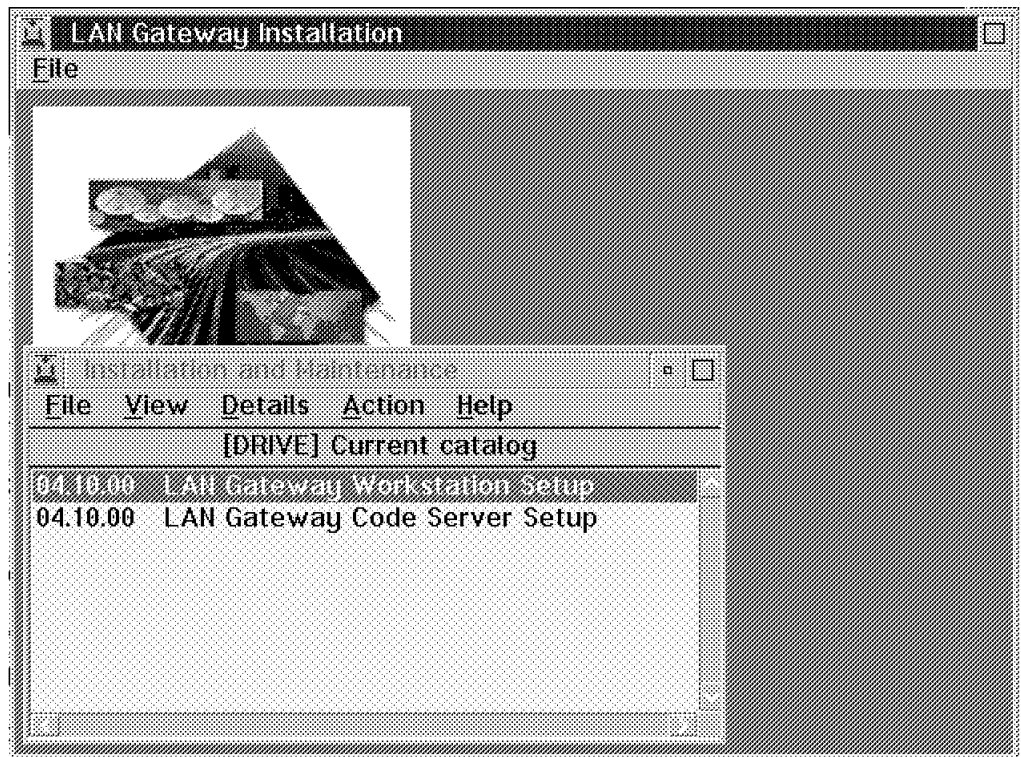 LAN Gateway Installation
File
Installation and Maintenance
File View Details Action Help
[DRIVE] Current catalog
04.10.00 LAN Gateway Workstation Setup
04.10.00 LAN Gateway Code Server Setup